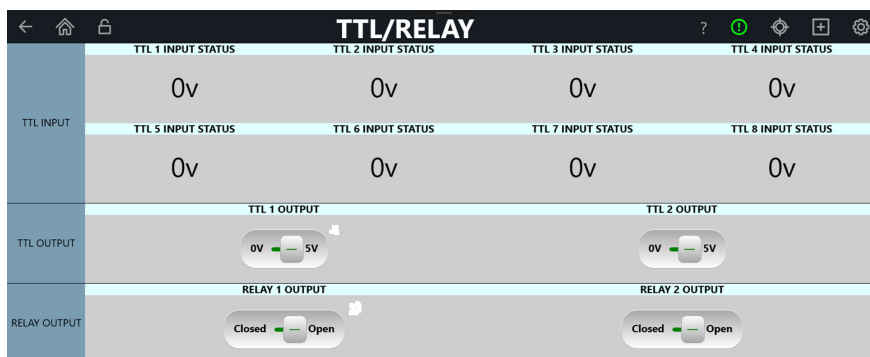 TTL/RELAY ?
TTL 1 INPUT STATUS TTL 2 INPUT STATUS TTL 3 INPUT STATUS TTL 4 INPUT STATUS
0v 0v 0v 0v
TTL INPUT
TTL 5 INPUT STATUS TTL 6 INPUT STATUS TTL 7 INPUT STATUS TTL 8 INPUT STATUS
0v 0v 0v 0v
TTL 1 OUTPUT TTL 2 OUTPUT
TTL OUTPUT 0V 5V 0V 5V
RELAY 1 OUTPUT RELAY 2 OUTPUT
RELAY OUTPUT Closed Open Closed Open